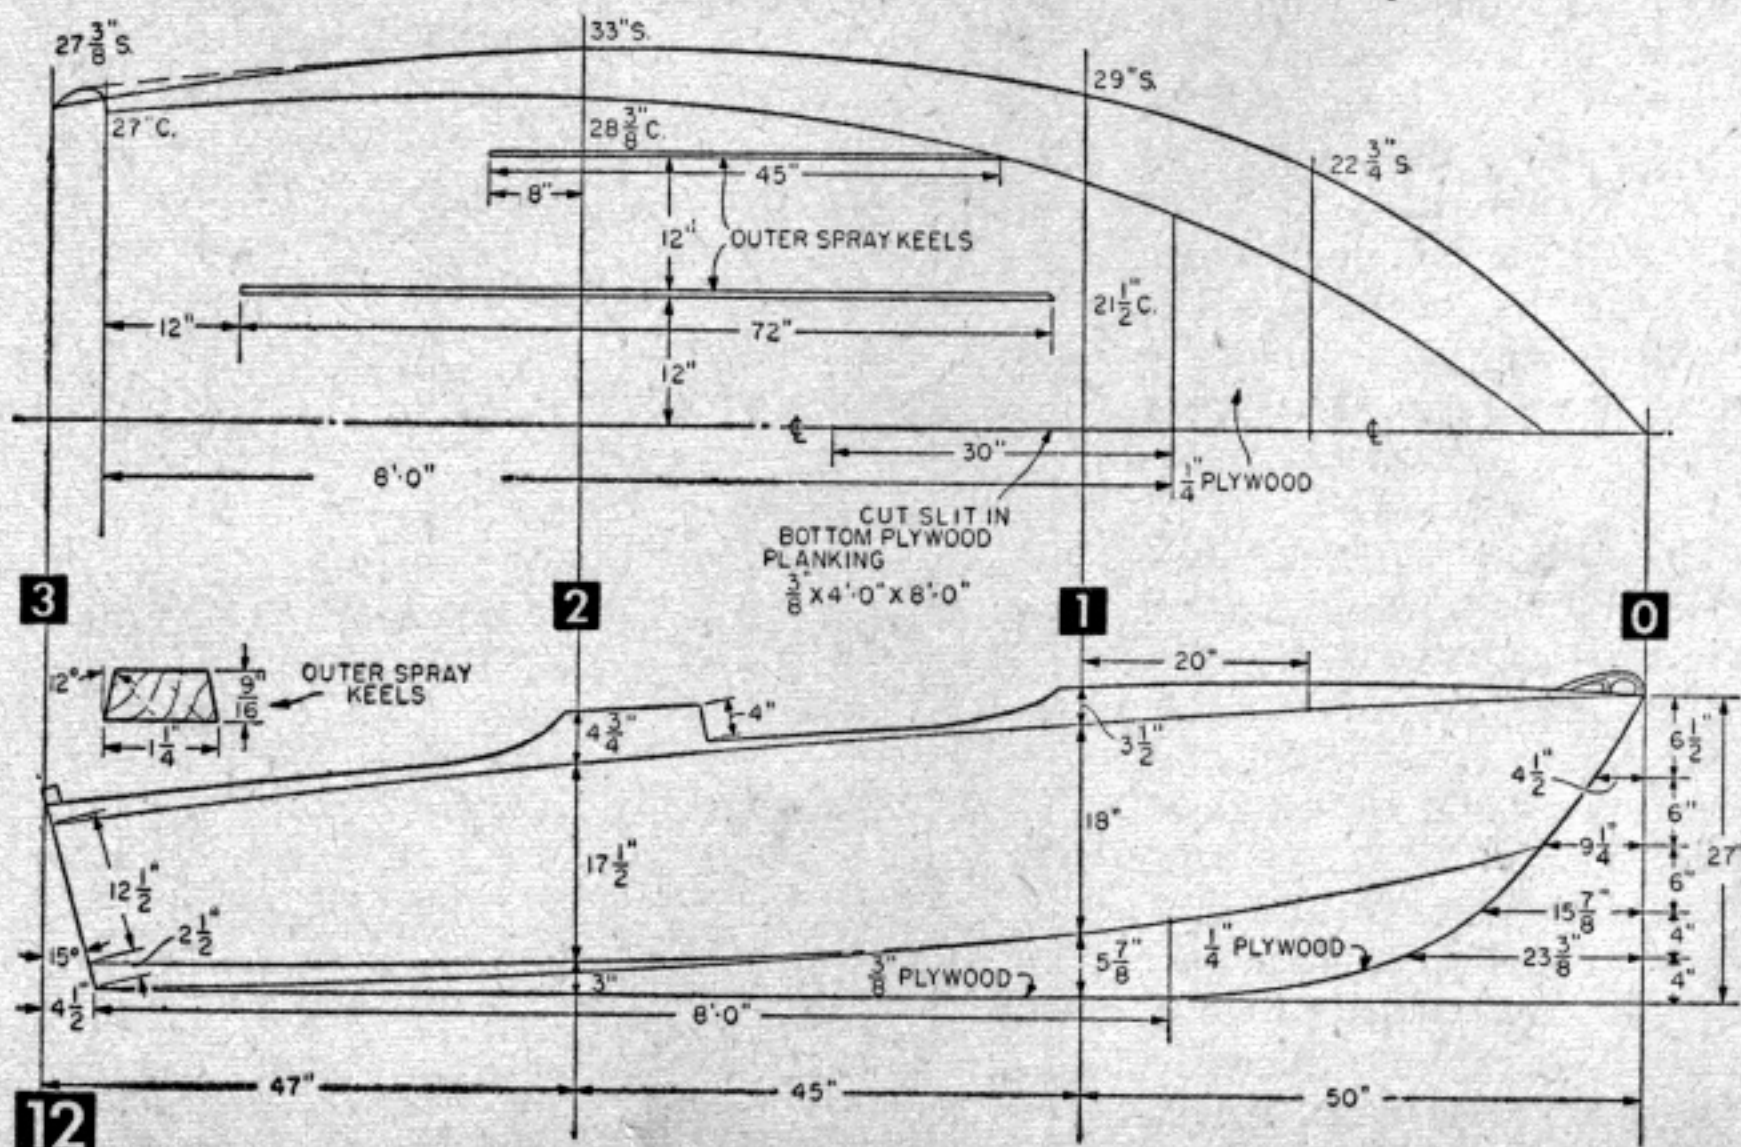 27 3/8" S.
33" S.
29" S.
22 3/4" S.
27" C.
28 3/8" C.
45"
8"
12"
OUTER SPRAY KEELS
21 1/2" C.
12"
72"
12"
℄
℄
30"
8'-0"
1/4" PLYWOOD
CUT SLIT IN
BOTTOM PLYWOOD
PLANKING
3/8" X 4'-0" X 8'-0"
3
2
1
0
12°
OUTER SPRAY
KEELS
9/16"
1 1/4"
20"
4"
4 3/4"
3 1/2"
6 1/2"
4 1/2"
6"
18"
9 1/4"
27"
17 1/2"
12 1/2"
6"
15 7/8"
2 1/2"
15°
4"
1/4" PLYWOOD
5 7/8"
23 3/8"
3/8" PLYWOOD
3"
4"
4 1/2"
8'-0"
47"
45"
50"
12